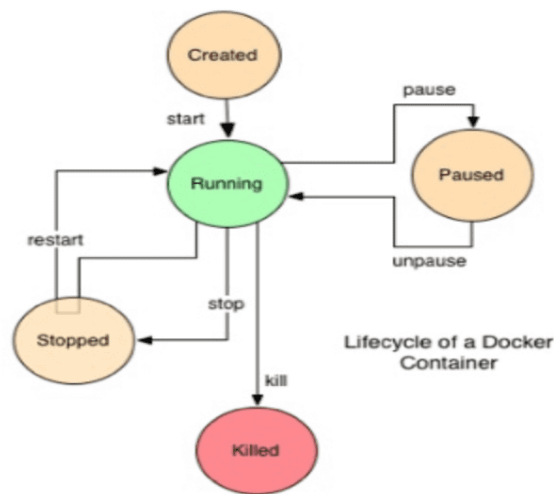 Created
start
pause
Running
Paused
restart
unpause
stop
Stopped
Lifecycle of a Docker
Container
kill
Killed